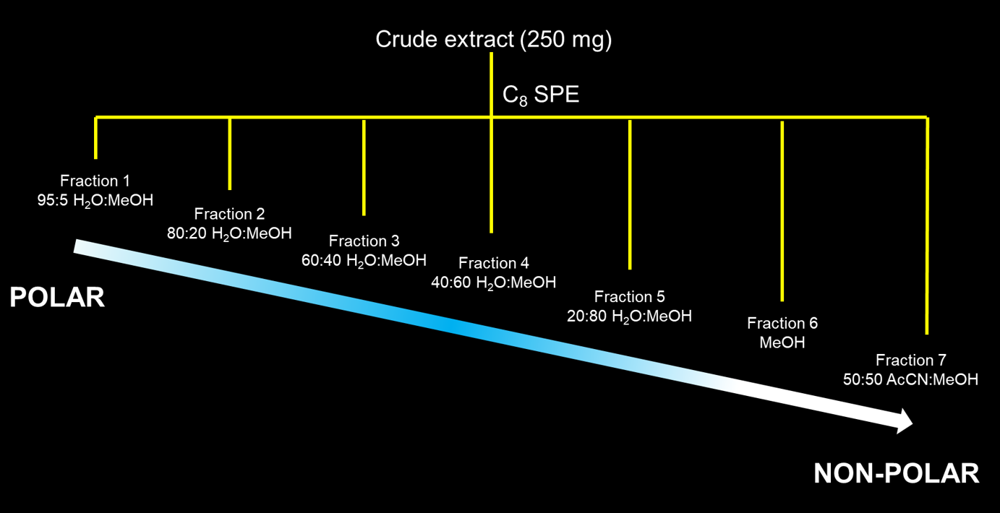 Crude extract (250 mg)
C₈ SPE
Fraction 1
95:5 H₂O:MeOH
Fraction 2
80:20 H₂O:MeOH
Fraction 3
60:40 H₂O:MeOH
Fraction 4
40:60 H₂O:MeOH
Fraction 5
20:80 H₂O:MeOH
Fraction 6
MeOH
Fraction 7
50:50 AcCN:MeOH
POLAR
NON-POLAR